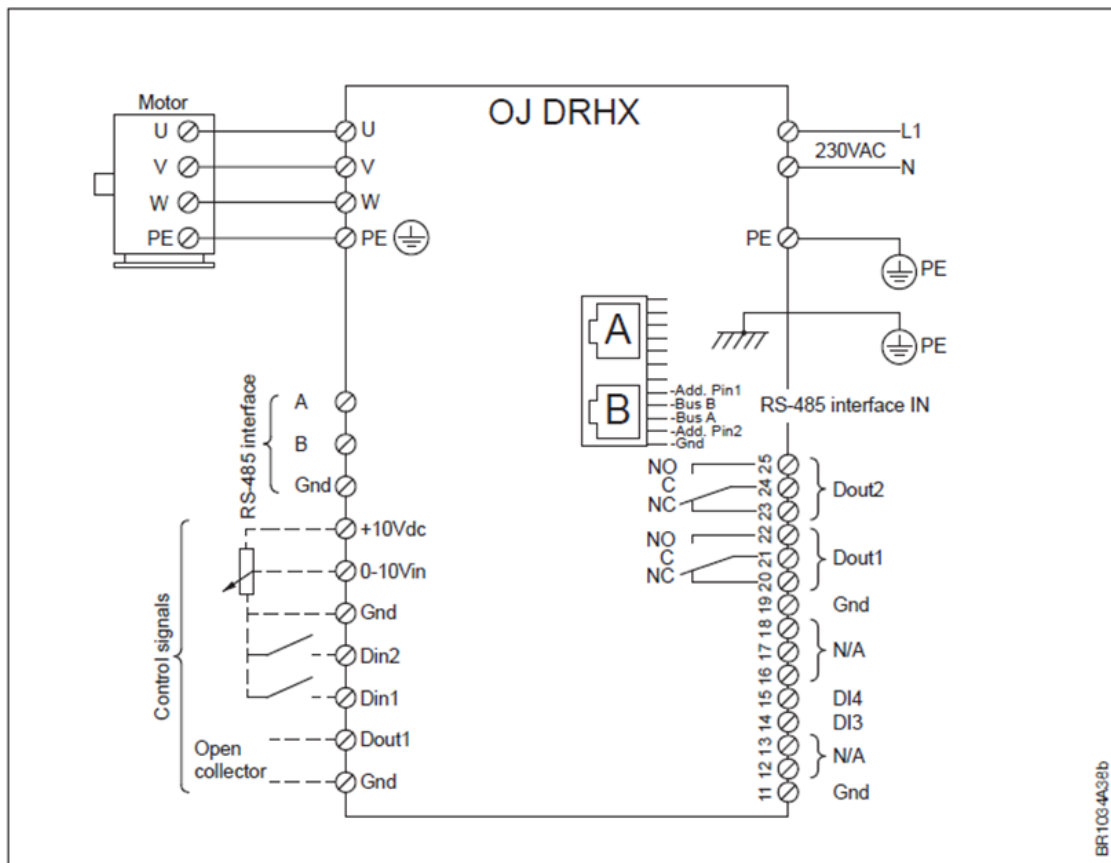 OJ DRHX
Motor
U
V
W
PE
U
V
W
PE
L1
230VAC
N
PE
PE
PE
A
B
-Add. Pin1
-Bus B
-Bus A
-Add. Pin2
-Gnd
RS-485 interface IN
RS-485 interface
A
B
Gnd
Control signals
+10Vdc
0-10Vin
Gnd
Din2
Din1
Dout1
Gnd
Open
collector
NO
C
NC
25
24
23
Dout2
NO
C
NC
22
21
20
Dout1
19 Gnd
18
17
16
N/A
15 DI4
14 DI3
13
12
N/A
11 Gnd
BR1034A38b